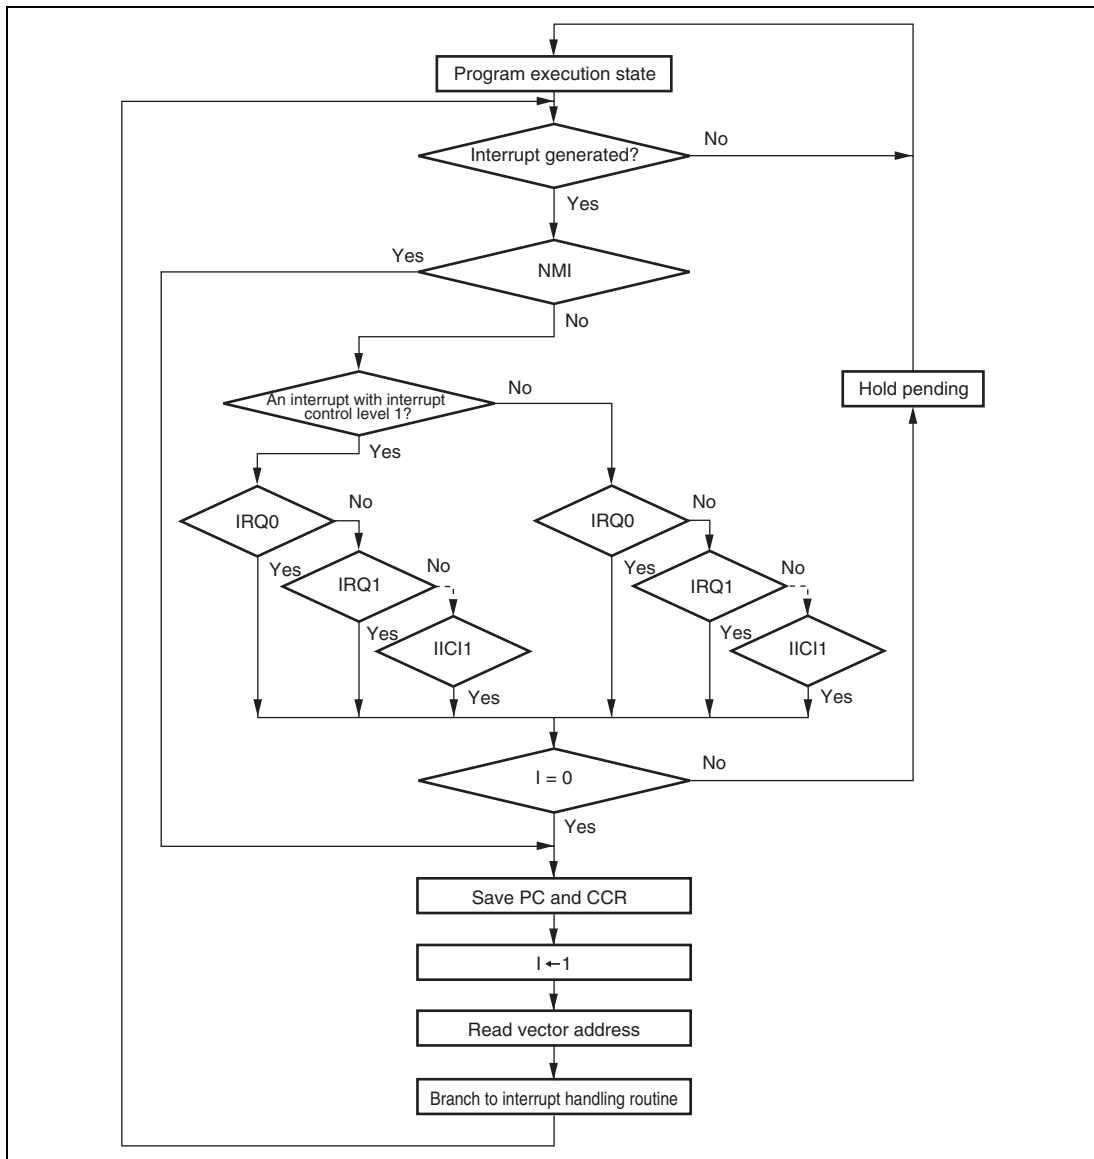 Program execution state
Interrupt generated?
No
Yes
Yes
NMI
No
An interrupt with interrupt
control level 1?
No
Hold pending
Yes
IRQ0
No
IRQ0
No
Yes
IRQ1
No
Yes
IRQ1
No
Yes
IICI1
Yes
IICI1
Yes
Yes
I = 0
No
Yes
Save PC and CCR
I ←1
Read vector address
Branch to interrupt handling routine